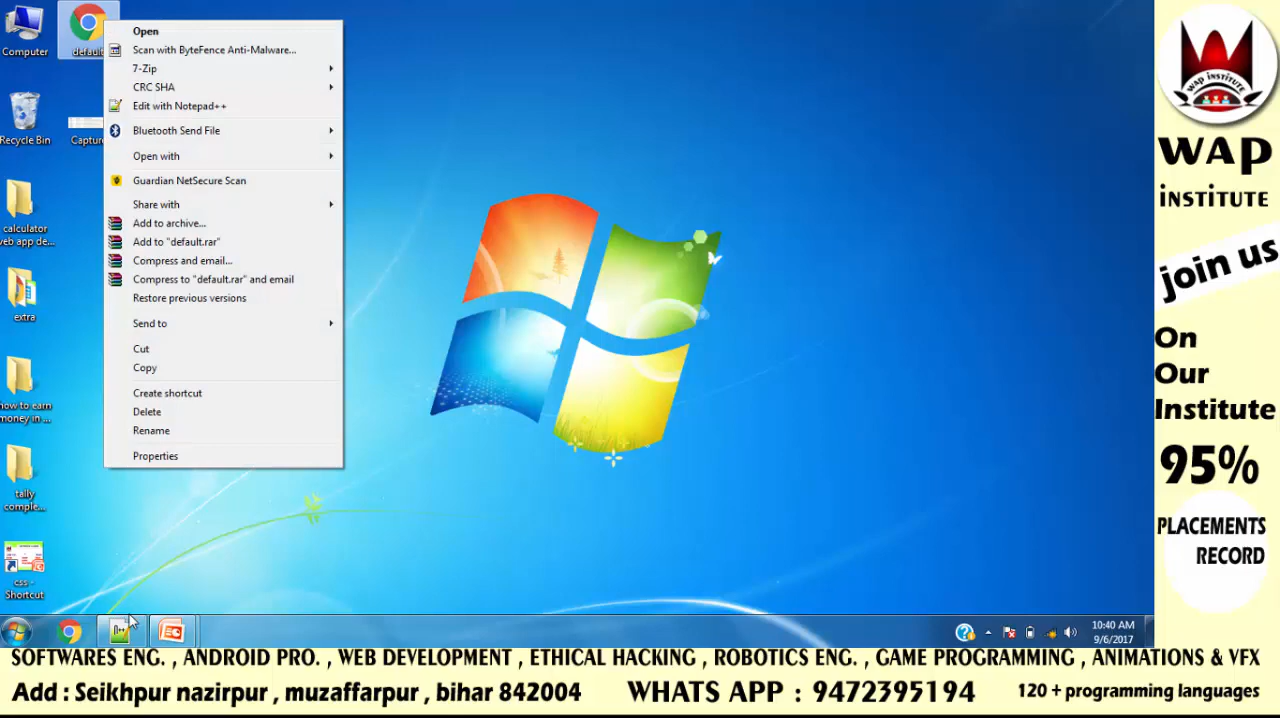 Computer
default
Recycle Bin
Captur
calculator
web app de...
extra
how to earn
money in ...
tally
comple...
css -
Shortcut
Open
Scan with ByteFence Anti-Malware...
7-Zip
CRC SHA
Edit with Notepad++
Bluetooth Send File
Open with
Guardian NetSecure Scan
Share with
Add to archive...
Add to "default.rar"
Compress and email...
Compress to "default.rar" and email
Restore previous versions
Send to
Cut
Copy
Create shortcut
Delete
Rename
Properties
10:40 AM
9/6/2017
WAP INSTITUTE
WAP
INSTITUTE
join us
On
Our
Institute
95%
PLACEMENTS
RECORD
SOFTWARES ENG. , ANDROID PRO. , WEB DEVELOPMENT , ETHICAL HACKING , ROBOTICS ENG. , GAME PROGRAMMING , ANIMATIONS & VFX
Add : Seikhpur nazirpur , muzaffarpur , bihar 842004 WHATS APP : 9472395194 120 + programming languages